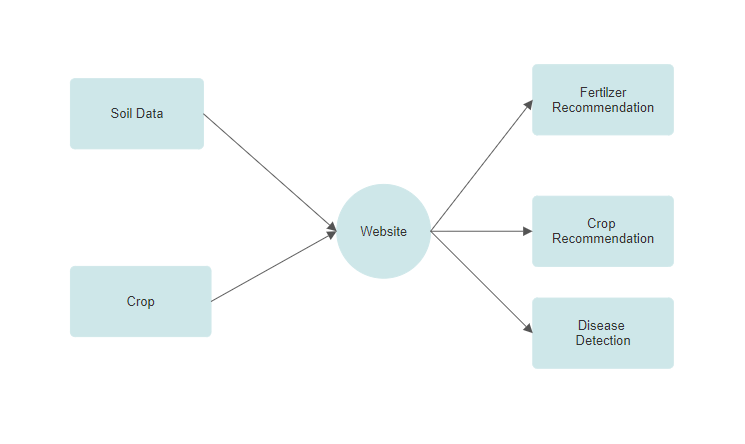 Soil Data
Crop
Website
Fertilzer
Recommendation
Crop
Recommendation
Disease
Detection